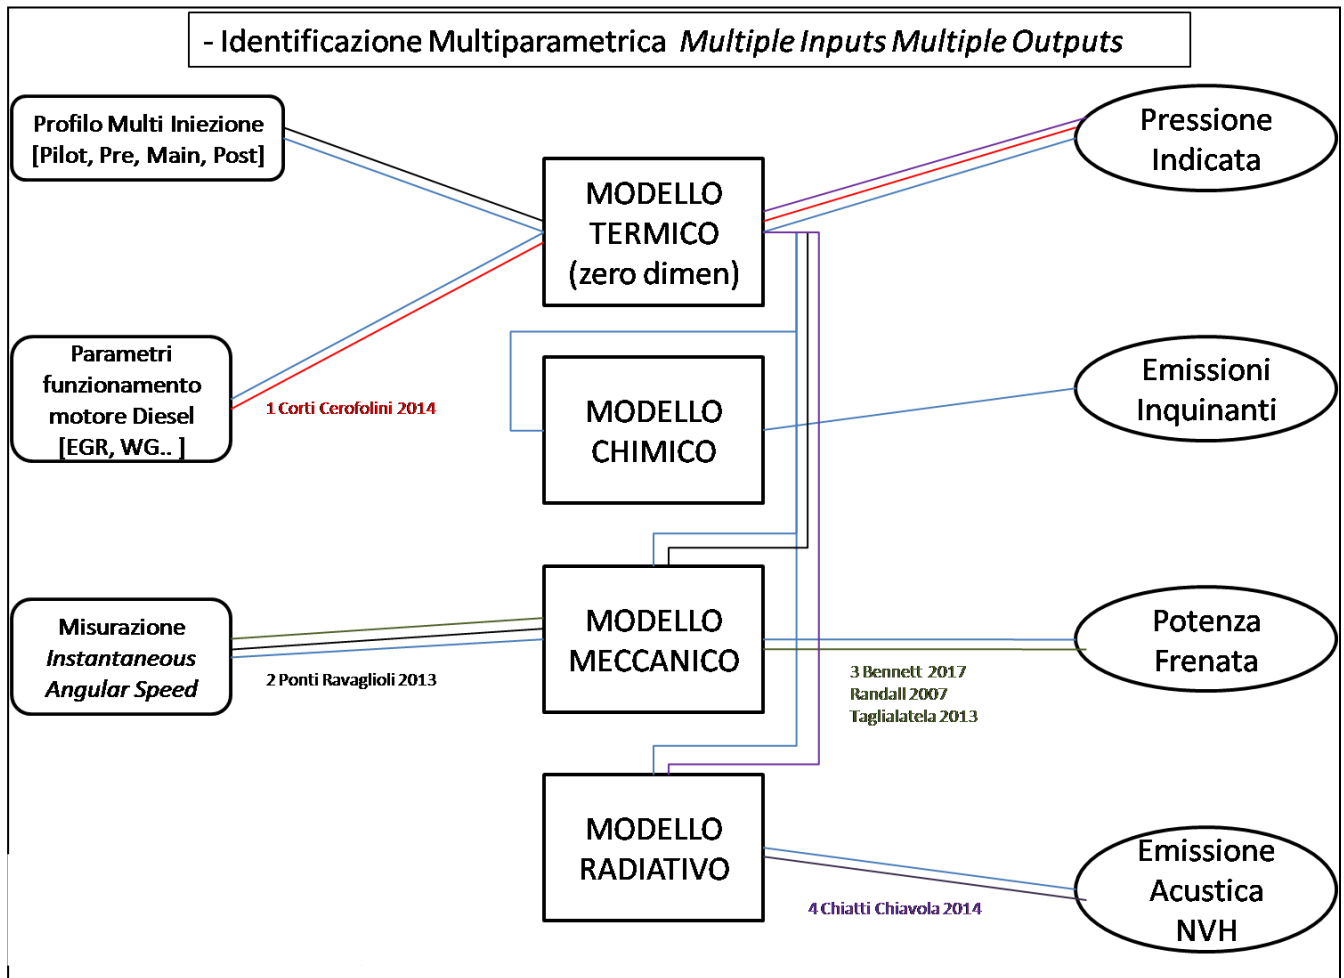 - Identificazione Multiparametrica Multiple Inputs Multiple Outputs
Profilo Multi Iniezione
[Pilot, Pre, Main, Post]
MODELLO
TERMICO
(zero dimen)
Pressione
Indicata
Parametri
funzionamento
motore Diesel
[EGR, WG.. ]
1 Corti Cerofolini 2014
MODELLO
CHIMICO
Emissioni
Inquinanti
Misurazione
Instantaneous
Angular Speed
2 Ponti Ravaglioli 2013
MODELLO
MECCANICO
3 Bennett 2017
Randall 2007
Taglialatela 2013
Potenza
Frenata
MODELLO
RADIATIVO
4 Chiatti Chiavola 2014
Emissione
Acustica
NVH